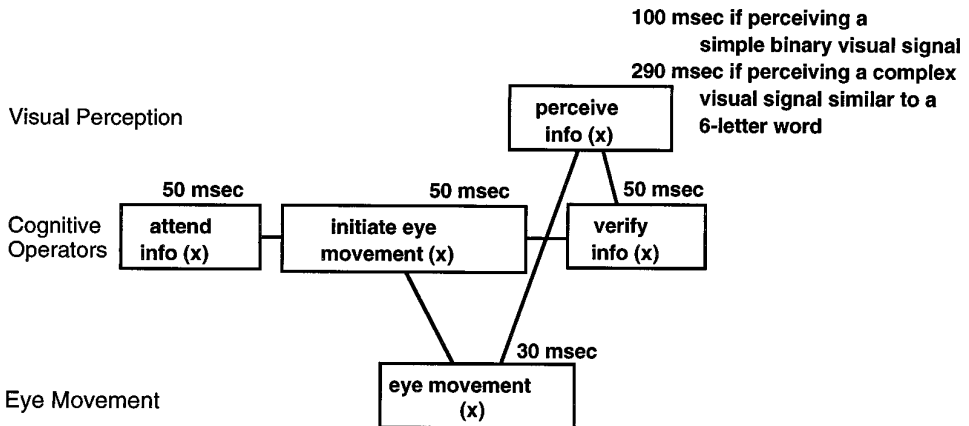 100 msec if perceiving a
simple binary visual signal
290 msec if perceiving a complex
visual signal similar to a
6-letter word
Visual Perception
perceive
info (x)
50 msec
50 msec
50 msec
Cognitive
Operators
attend
info (x)
initiate eye
movement (x)
verify
info (x)
30 msec
Eye Movement
eye movement
(x)